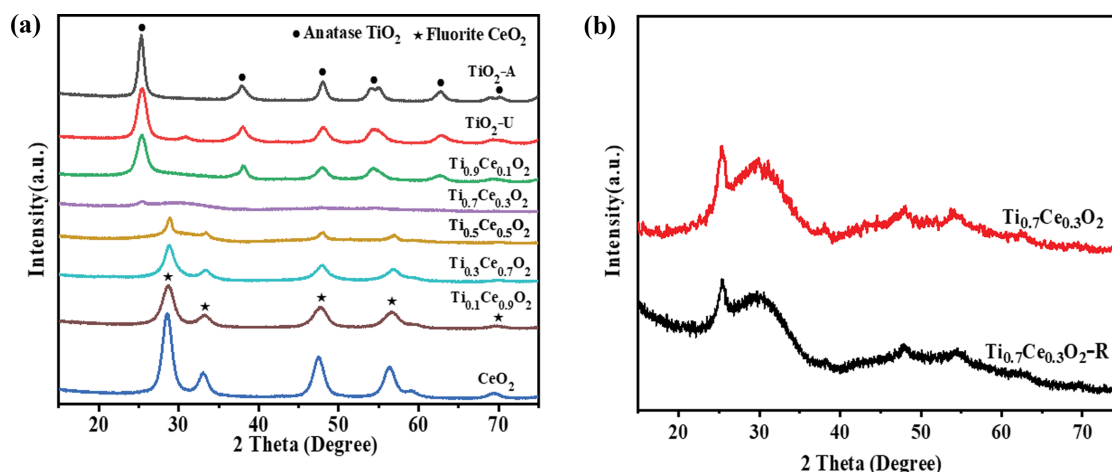 (a)
● Anatase TiO₂ ★ Fluorite CeO₂
TiO₂-A
TiO₂-U
Ti₀.₉Ce₀.₁O₂
Ti₀.₇Ce₀.₃O₂
Ti₀.₅Ce₀.₅O₂
Ti₀.₃Ce₀.₇O₂
Ti₀.₁Ce₀.₉O₂
CeO₂
Intensity(a.u.)
20 30 40 50 60 70
2 Theta (Degree)
(b)
Ti₀.₇Ce₀.₃O₂
Ti₀.₇Ce₀.₃O₂-R
Intensity(a.u.)
20 30 40 50 60 70
2 Theta (Degree)